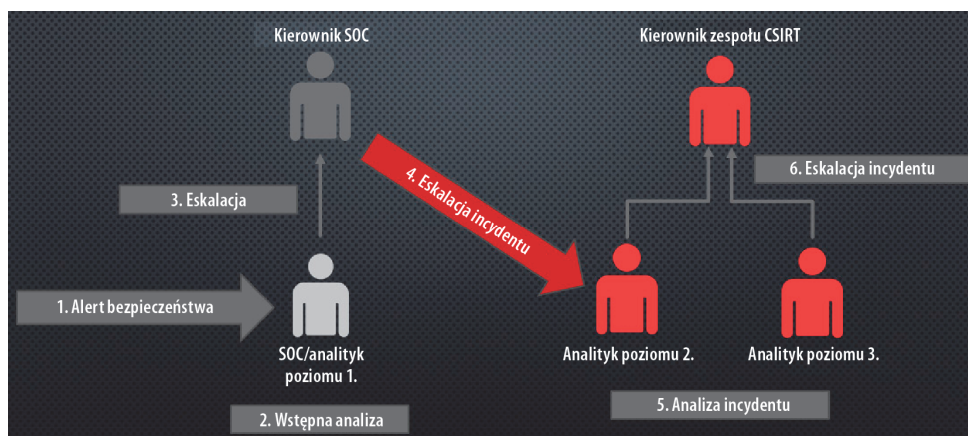 Kierownik SOC
Kierownik zespołu CSIRT
3. Eskalacja
4. Eskalacja incydentu
6. Eskalacja incydentu
1. Alert bezpieczeństwa
SOC/analityk
poziomu 1.
Analityk poziomu 2.
Analityk poziomu 3.
2. Wstępna analiza
5. Analiza incydentu